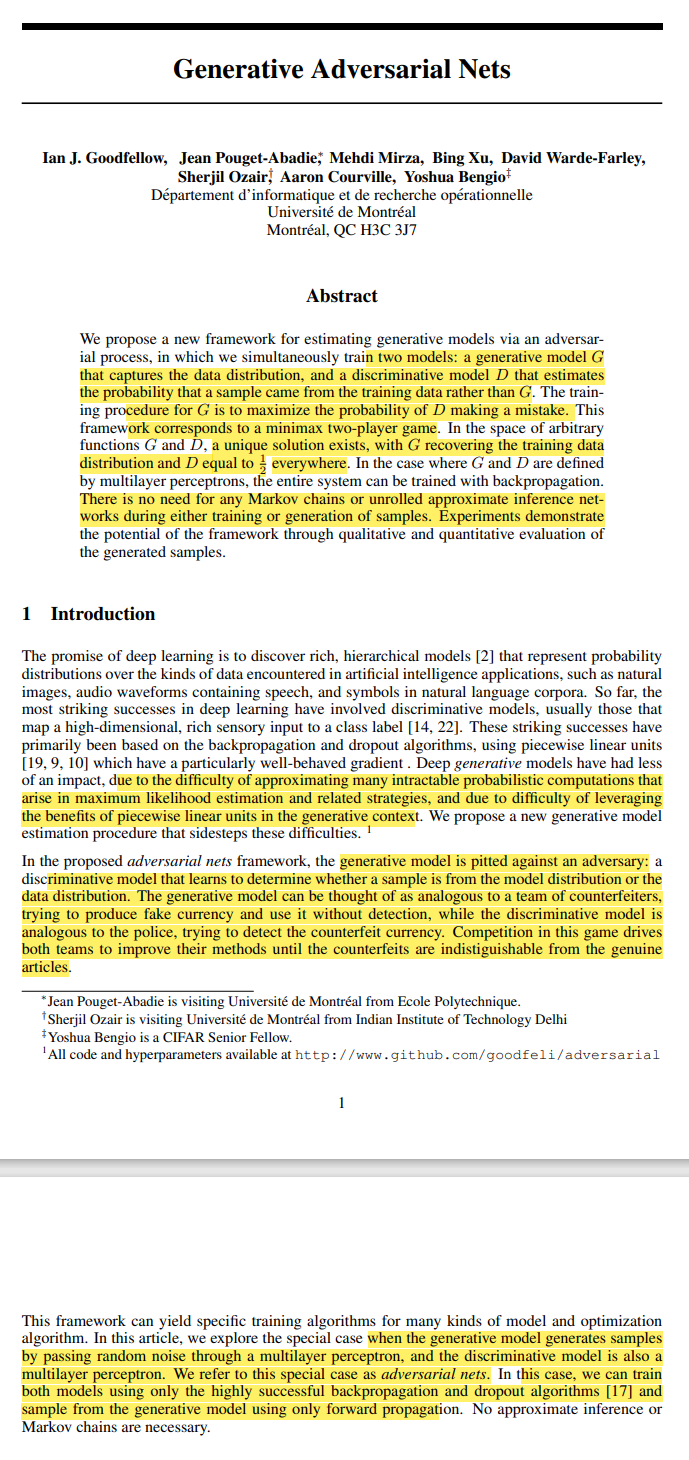 Generative Adversarial Nets
Ian J. Goodfellow, Jean Pouget-Abadie,* Mehdi Mirza, Bing Xu, David Warde-Farley,
Sherjil Ozair,† Aaron Courville, Yoshua Bengio‡
Département d'informatique et de recherche opérationnelle
Université de Montréal
Montréal, QC H3C 3J7
Abstract
We propose a new framework for estimating generative models via an adversar-
ial process, in which we simultaneously train two models: a generative model G
that captures the data distribution, and a discriminative model D that estimates
the probability that a sample came from the training data rather than G. The train-
ing procedure for G is to maximize the probability of D making a mistake. This
framework corresponds to a minimax two-player game. In the space of arbitrary
functions G and D, a unique solution exists, with G recovering the training data
distribution and D equal to 1/2 everywhere. In the case where G and D are defined
by multilayer perceptrons, the entire system can be trained with backpropagation.
There is no need for any Markov chains or unrolled approximate inference net-
works during either training or generation of samples. Experiments demonstrate
the potential of the framework through qualitative and quantitative evaluation of
the generated samples.
1 Introduction
The promise of deep learning is to discover rich, hierarchical models [2] that represent probability
distributions over the kinds of data encountered in artificial intelligence applications, such as natural
images, audio waveforms containing speech, and symbols in natural language corpora. So far, the
most striking successes in deep learning have involved discriminative models, usually those that
map a high-dimensional, rich sensory input to a class label [14, 22]. These striking successes have
primarily been based on the backpropagation and dropout algorithms, using piecewise linear units
[19, 9, 10] which have a particularly well-behaved gradient . Deep generative models have had less
of an impact, due to the difficulty of approximating many intractable probabilistic computations that
arise in maximum likelihood estimation and related strategies, and due to difficulty of leveraging
the benefits of piecewise linear units in the generative context. We propose a new generative model
estimation procedure that sidesteps these difficulties. 1
In the proposed adversarial nets framework, the generative model is pitted against an adversary: a
discriminative model that learns to determine whether a sample is from the model distribution or the
data distribution. The generative model can be thought of as analogous to a team of counterfeiters,
trying to produce fake currency and use it without detection, while the discriminative model is
analogous to the police, trying to detect the counterfeit currency. Competition in this game drives
both teams to improve their methods until the counterfeits are indistiguishable from the genuine
articles.
*Jean Pouget-Abadie is visiting Université de Montréal from Ecole Polytechnique.
†Sherjil Ozair is visiting Université de Montréal from Indian Institute of Technology Delhi
‡Yoshua Bengio is a CIFAR Senior Fellow.
1All code and hyperparameters available at http://www.github.com/goodfeli/adversarial
1
This framework can yield specific training algorithms for many kinds of model and optimization
algorithm. In this article, we explore the special case when the generative model generates samples
by passing random noise through a multilayer perceptron, and the discriminative model is also a
multilayer perceptron. We refer to this special case as adversarial nets. In this case, we can train
both models using only the highly successful backpropagation and dropout algorithms [17] and
sample from the generative model using only forward propagation. No approximate inference or
Markov chains are necessary.